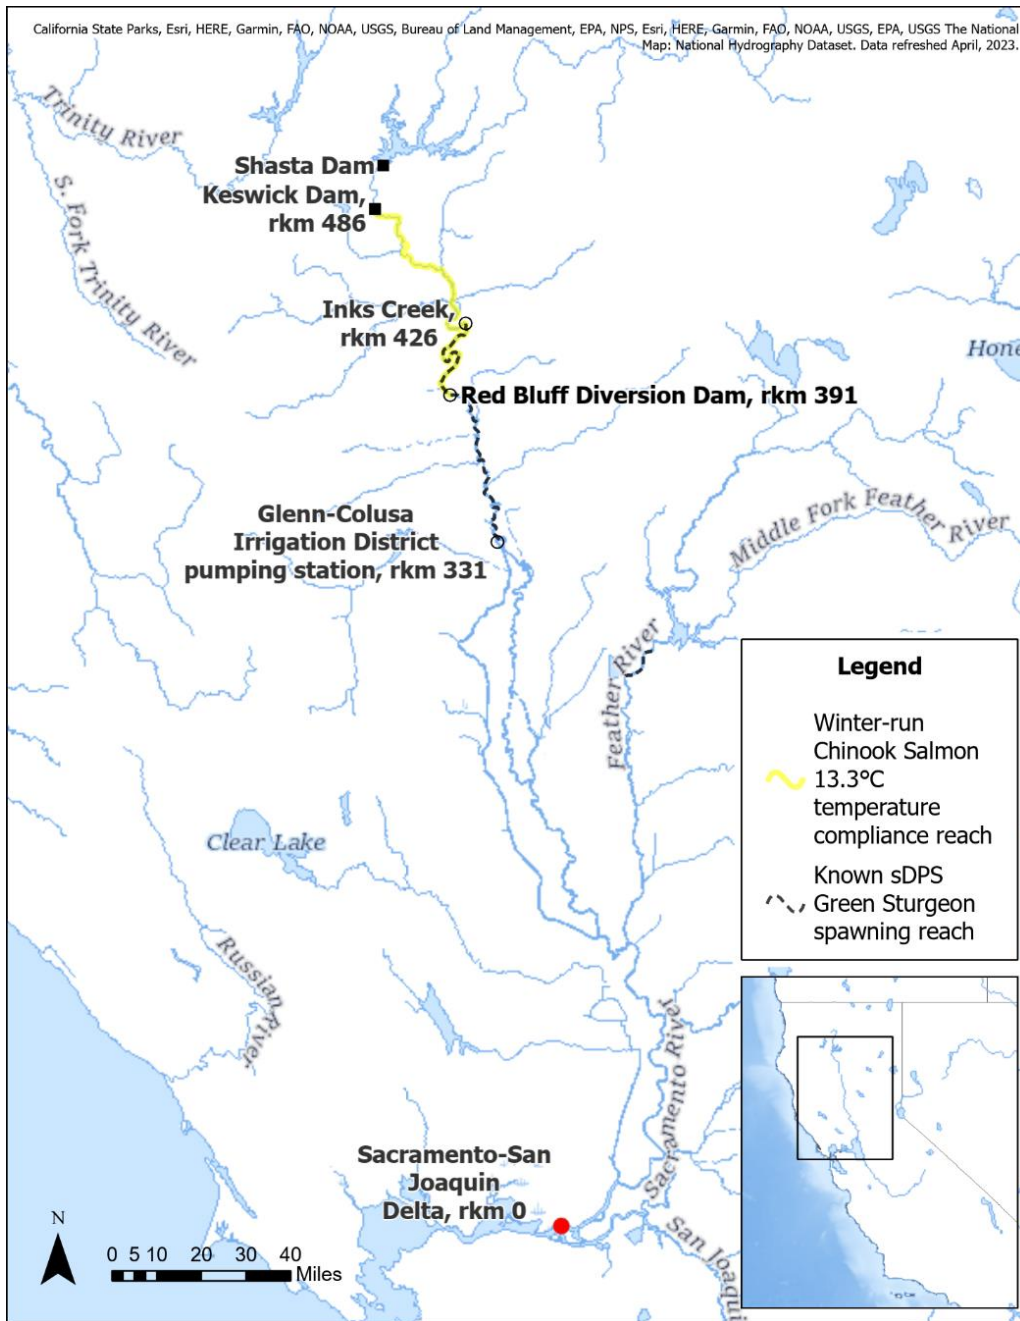 California State Parks, Esri, HERE, Garmin, FAO, NOAA, USGS, Bureau of Land Management, EPA, NPS, Esri, HERE, Garmin, FAO, NOAA, USGS, EPA, USGS The National
Map: National Hydrography Dataset. Data refreshed April, 2023.
Trinity River
S. Fork Trinity River
Shasta Dam
Keswick Dam,
rkm 486
Inks Creek,
rkm 426
Hone
Red Bluff Diversion Dam, rkm 391
Glenn-Colusa
Irrigation District
pumping station, rkm 331
Middle Fork Feather River
Feather River
Legend
Winter-run
Chinook Salmon
13.3°C
temperature
compliance reach
Known sDPS
Green Sturgeon
spawning reach
Clear Lake
Russian
River
Sacramento River
Sacramento-San
Joaquin
Delta, rkm 0
San Joaqui
N
0 5 10 20 30 40
Miles